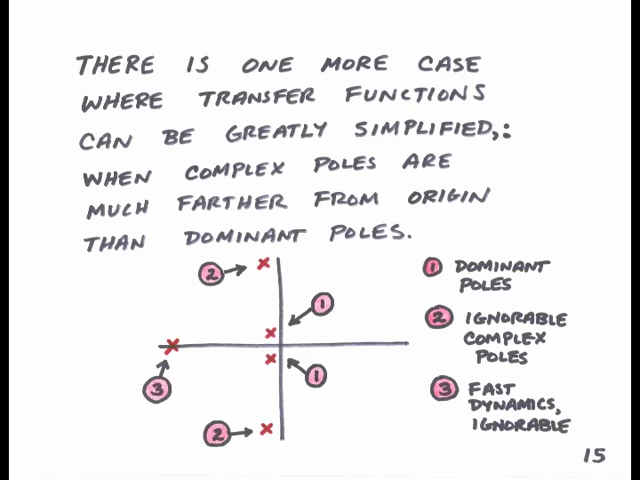 THERE IS ONE MORE CASE
WHERE TRANSFER FUNCTIONS
CAN BE GREATLY SIMPLIFIED,:
WHEN COMPLEX POLES ARE
MUCH FARTHER FROM ORIGIN
THAN DOMINANT POLES.
2
1
1 DOMINANT
POLES
2 IGNORABLE
COMPLEX
POLES
3
1
3 FAST
DYNAMICS,
IGNORABLE
2
15